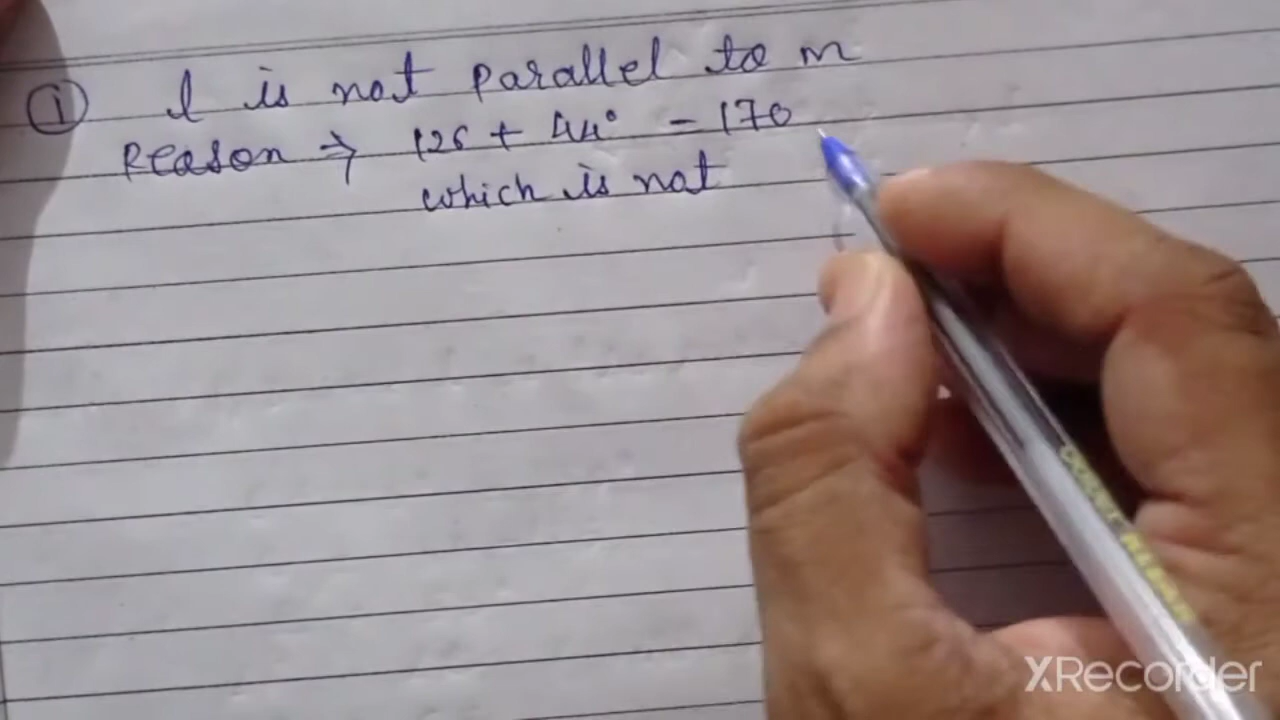 ① l is not parallel to m
Reason ⇒ 126 + 44° = 170
which is not
XRecorder